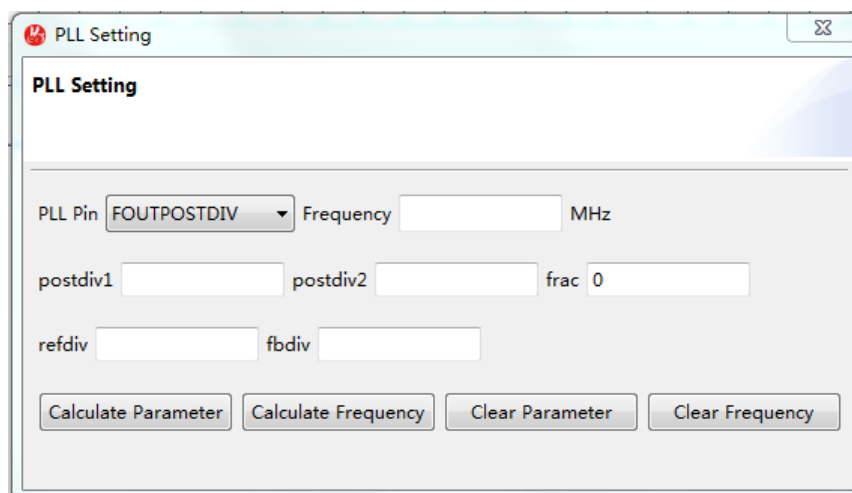 PLL Setting
PLL Setting
PLL Pin FOUTPOSTDIV Frequency MHz
postdiv1 postdiv2 frac 0
refdiv fbdiv
Calculate Parameter Calculate Frequency Clear Parameter Clear Frequency